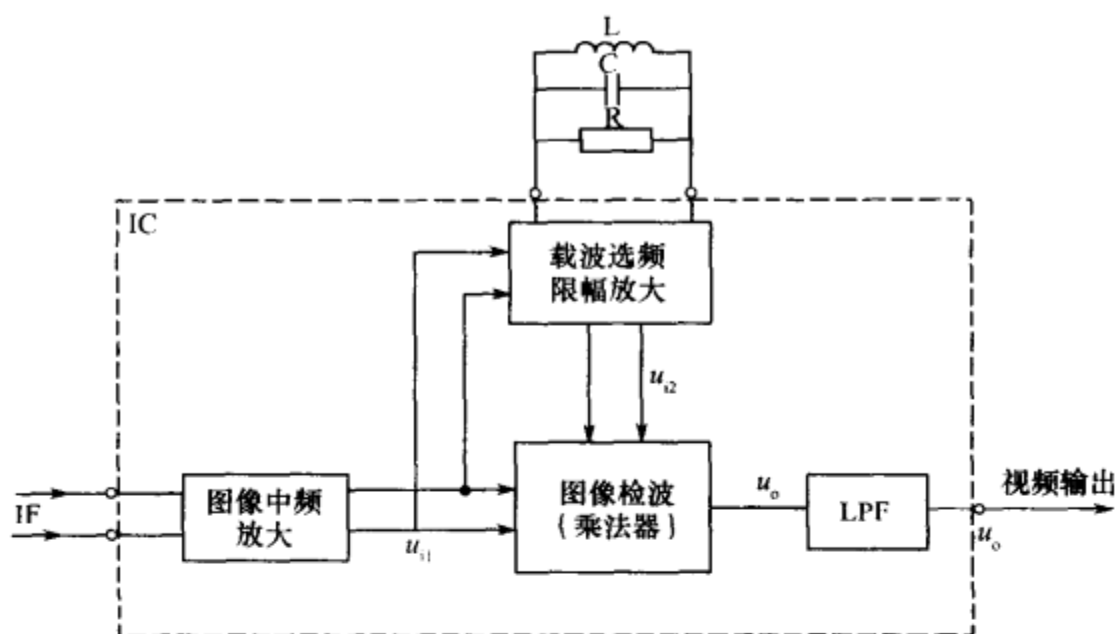 L
C
R
IC
载波选频
限幅放大
u_{i2}
图像中频
放大
IF
u_{i1}
图像检波
(乘法器)
u_o
LPF
视频输出
u_o